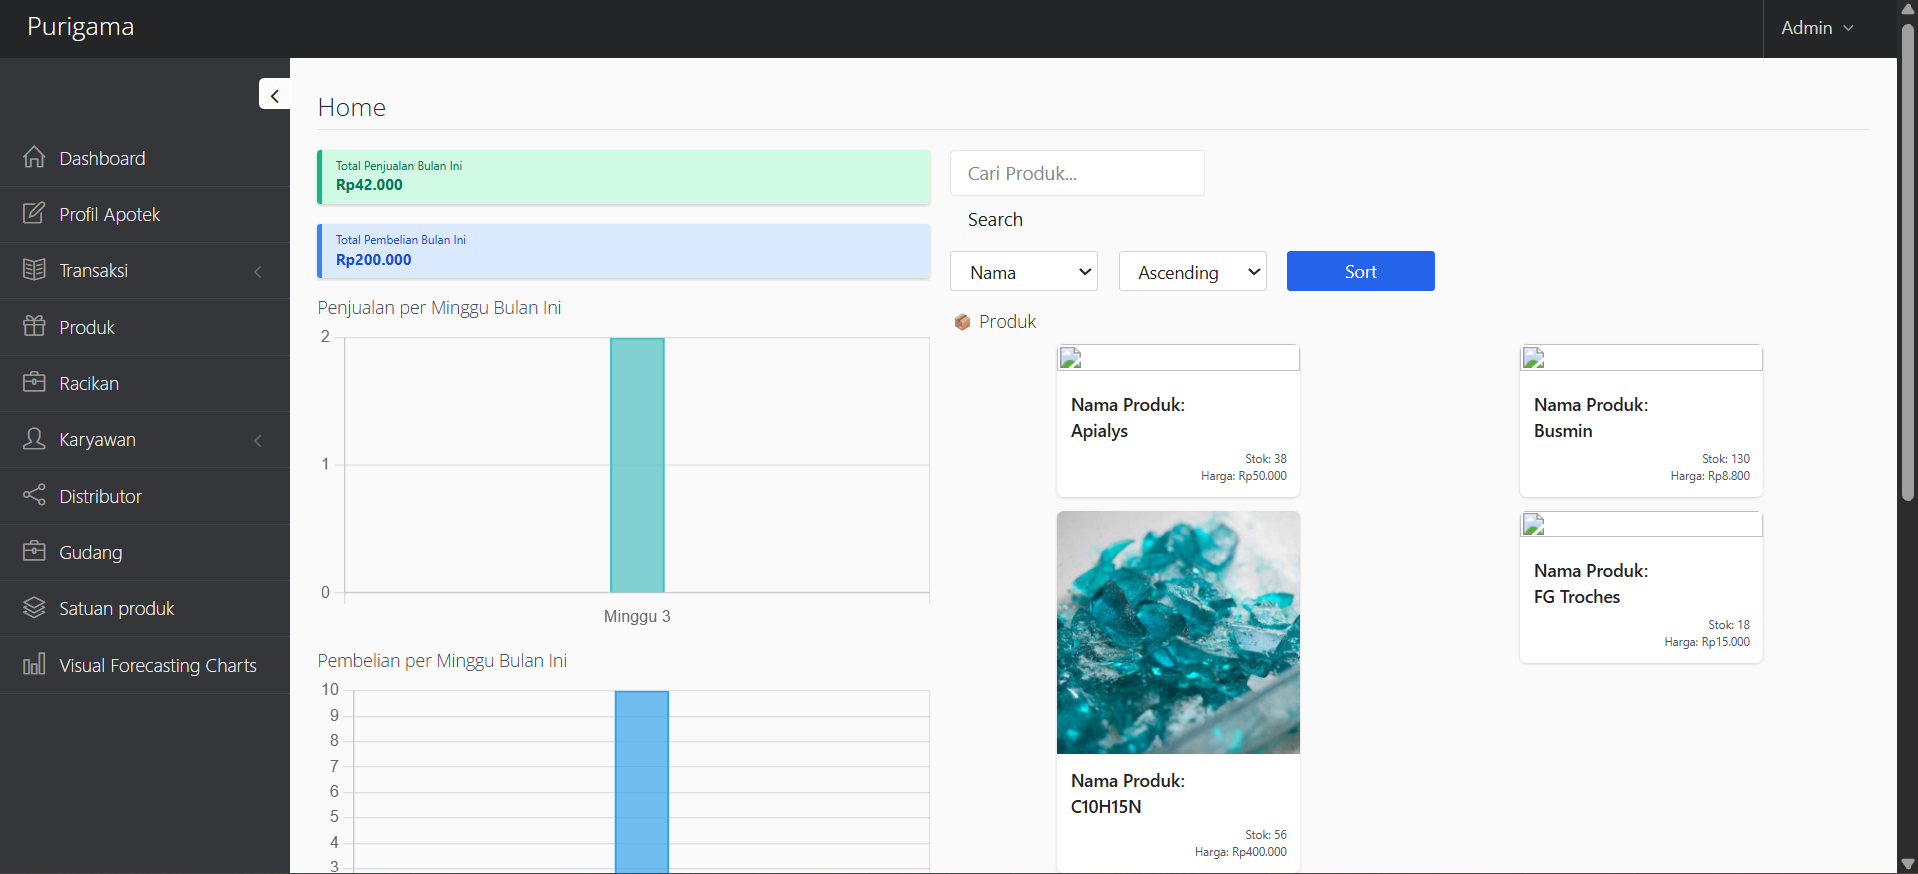 Purigama
Admin
Dashboard
Profil Apotek
Transaksi
Produk
Racikan
Karyawan
Distributor
Gudang
Satuan produk
Visual Forecasting Charts
Home
Total Penjualan Bulan Ini
Rp42.000
Total Pembelian Bulan Ini
Rp200.000
Penjualan per Minggu Bulan Ini
2
1
0
Minggu 3
Pembelian per Minggu Bulan Ini
10
9
8
7
6
5
4
3
Cari Produk...
Search
Nama
Ascending
Sort
Produk
Nama Produk:
Apialys
Stok: 38
Harga: Rp50.000
Nama Produk:
Busmin
Stok: 130
Harga: Rp8.800
Nama Produk:
C10H15N
Stok: 56
Harga: Rp400.000
Nama Produk:
FG Troches
Stok: 18
Harga: Rp15.000